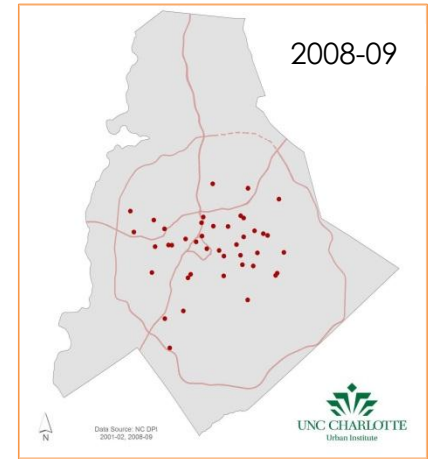 2008-09
N
Data Source: NC DPI
2001-02, 2008-09
UNC CHARLOTTE
Urban Institute